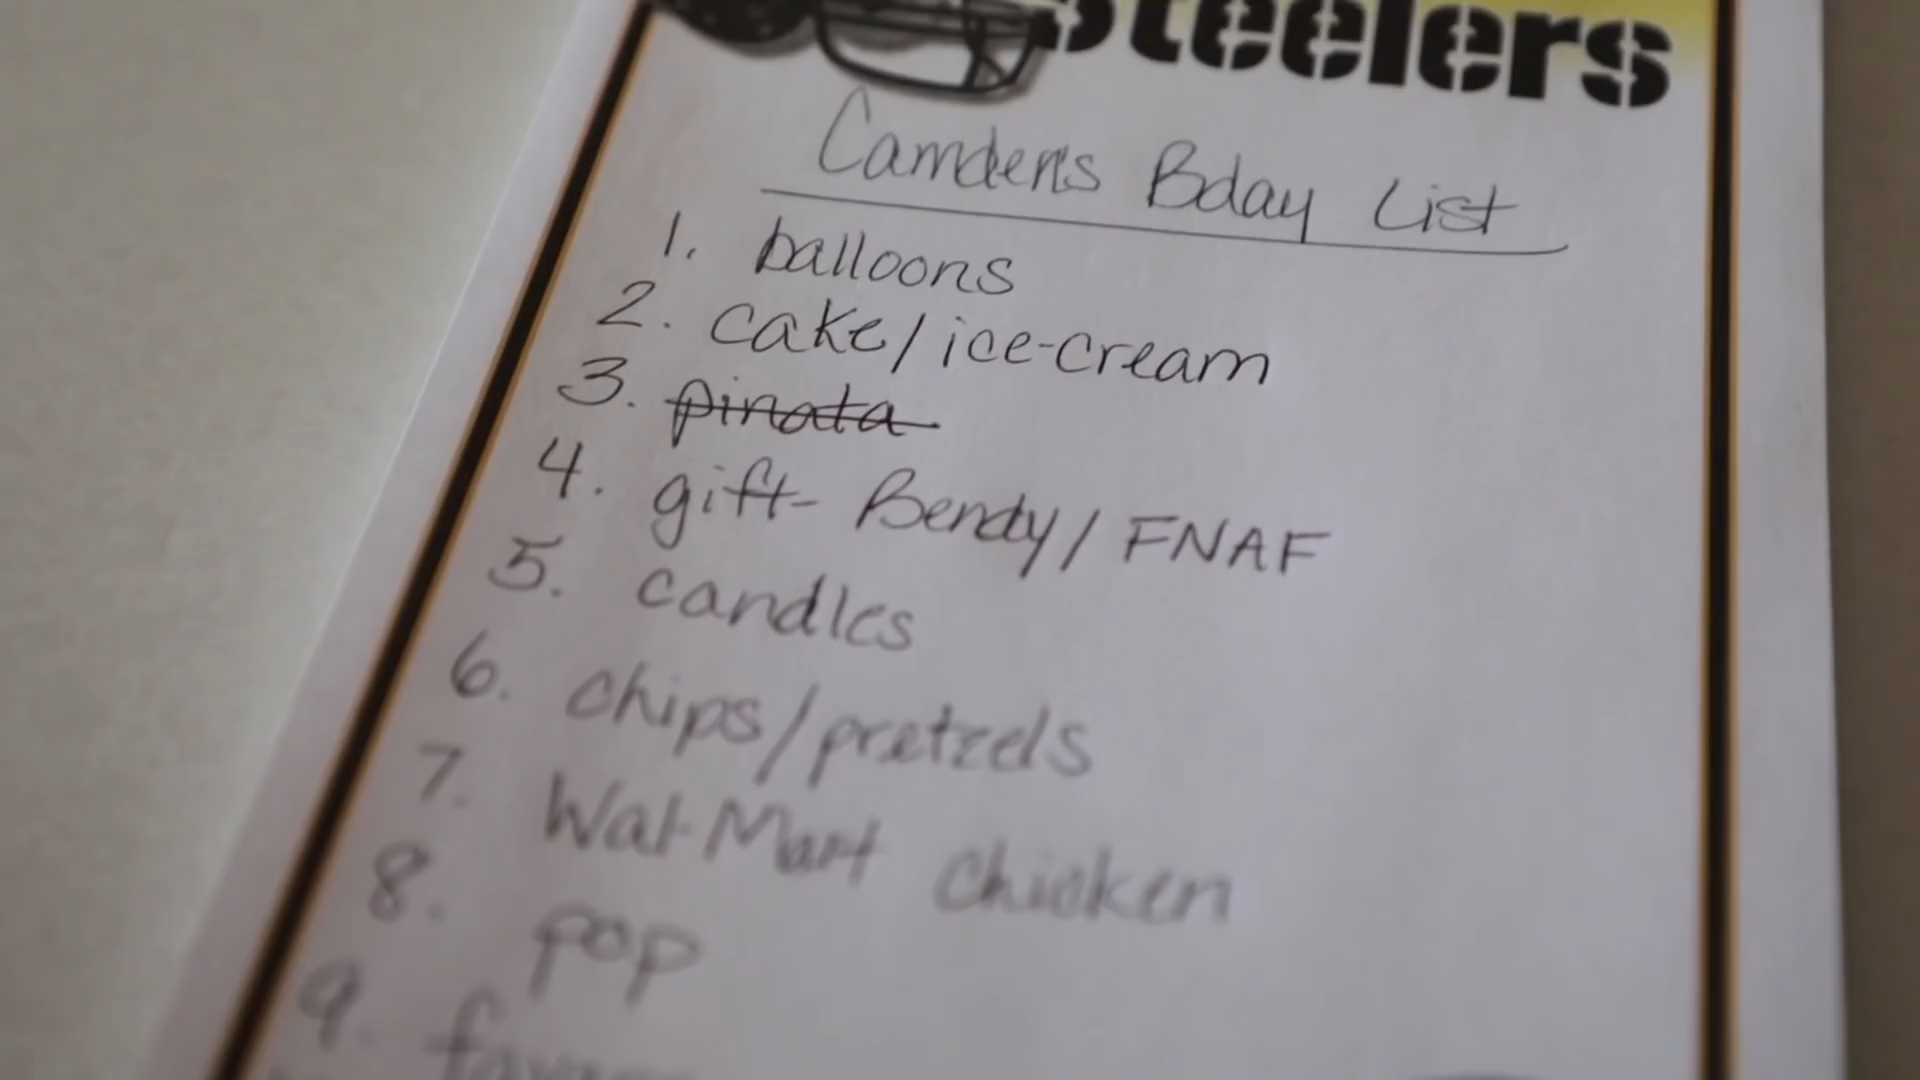 Steelers
Camden's Bday List
1. balloons
2. cake/ice-cream
3. pinata
4. gift- Bendy/FNAF
5. candles
6. chips/pretzels
7. Wal-Mart chicken
8. pop
9.